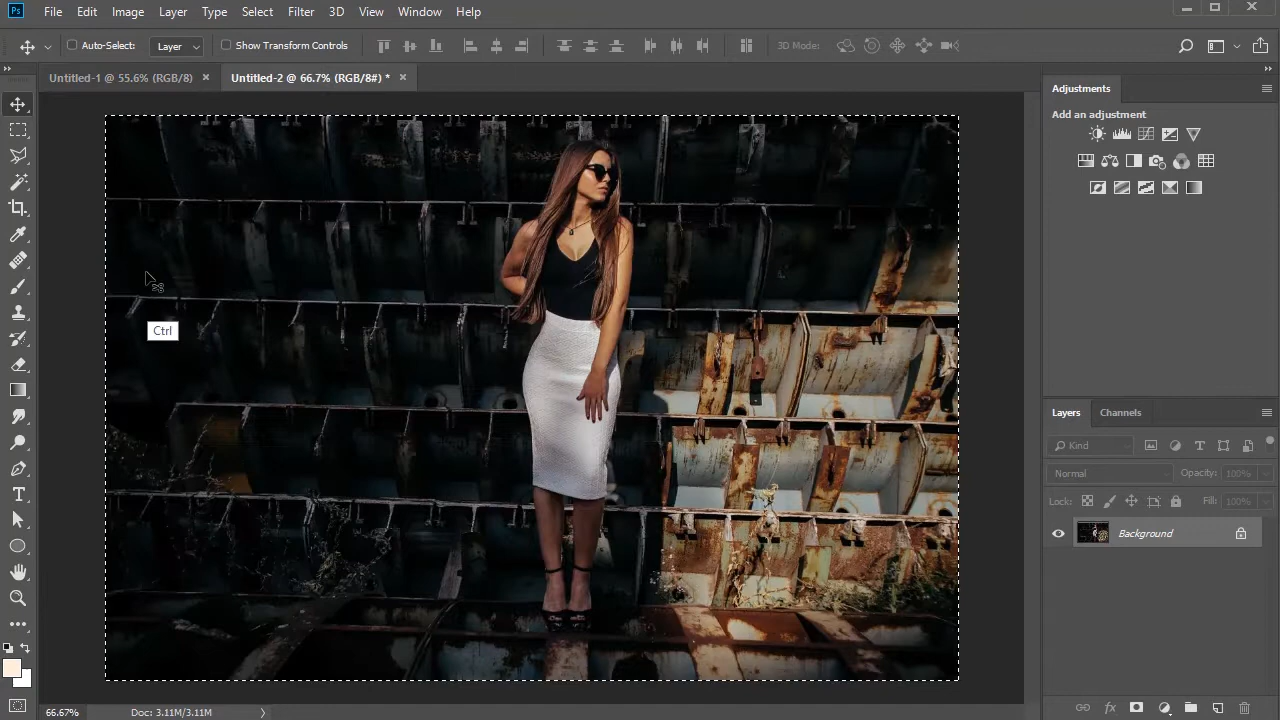 Ps File Edit Image Layer Type Select Filter 3D View Window Help
Auto-Select: Layer Show Transform Controls 3D Mode:
Untitled-1 @ 55.6% (RGB/8) × Untitled-2 @ 66.7% (RGB/8#) * ×
Adjustments
Add an adjustment
Ctrl
Layers Channels
Kind
Normal Opacity: 100%
Lock: Fill: 100%
Background
66.67% Doc: 3.11M/3.11M